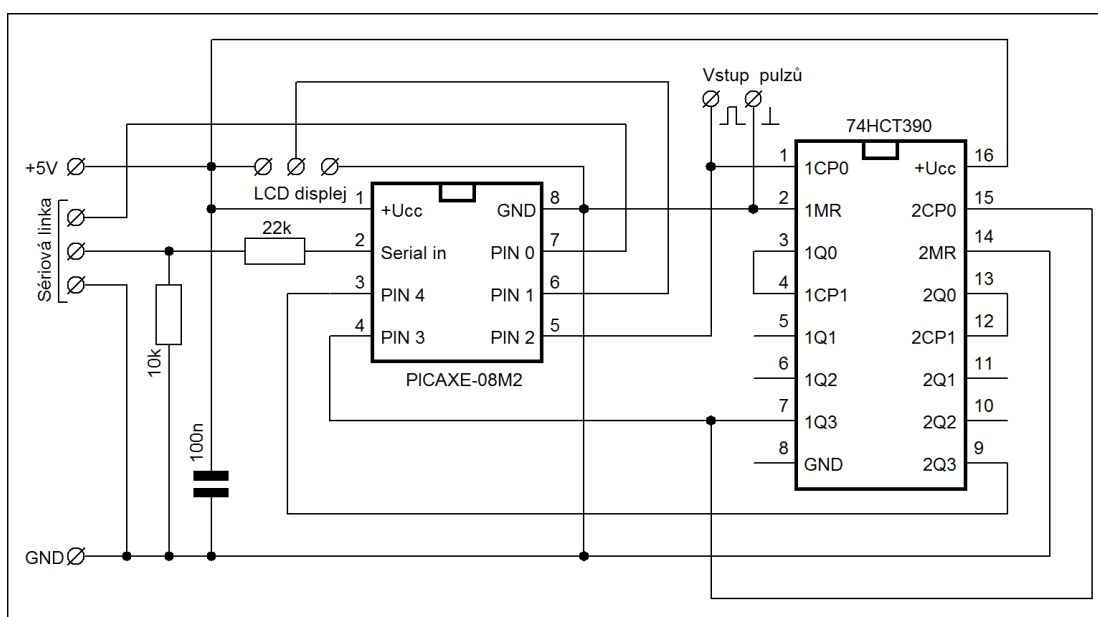 Vstup pulzů
+5V
Sériová linka
LCD displej
22k
10k
100n
GND
1
+Ucc
2
Serial in
3
PIN 4
4
PIN 3
GND
8
PIN 0
7
PIN 1
6
PIN 2
5
PICAXE-08M2
74HCT390
1
1CP0
2
1MR
3
1Q0
4
1CP1
5
1Q1
6
1Q2
7
1Q3
8
GND
+Ucc
16
2CP0
15
2MR
14
2Q0
13
2CP1
12
2Q1
11
2Q2
10
2Q3
9